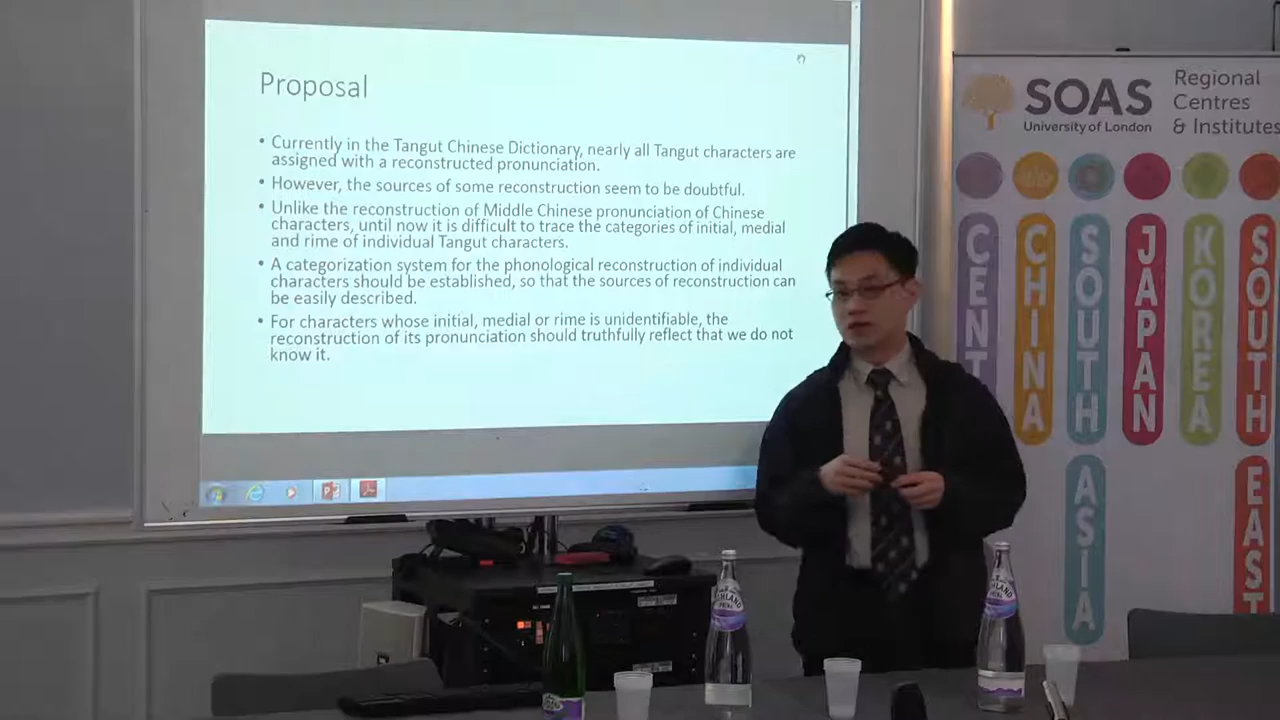 Proposal
• Currently in the Tangut Chinese Dictionary, nearly all Tangut characters are
assigned with a reconstructed pronunciation.
• However, the sources of some reconstruction seem to be doubtful.
• Unlike the reconstruction of Middle Chinese pronunciation of Chinese
characters, until now it is difficult to trace the categories of initial, medial
and rime of individual Tangut characters.
• A categorization system for the phonological reconstruction of individual
characters should be established, so that the sources of reconstruction can
be easily described.
• For characters whose initial, medial or rime is unidentifiable, the
reconstruction of its pronunciation should truthfully reflect that we do not
know it.
SOAS
University of London
Regional
Centres
& Institutes
CENT
CHINA
SOUTH
ASIA
JAPAN
KOREA
SOUTH
EAST